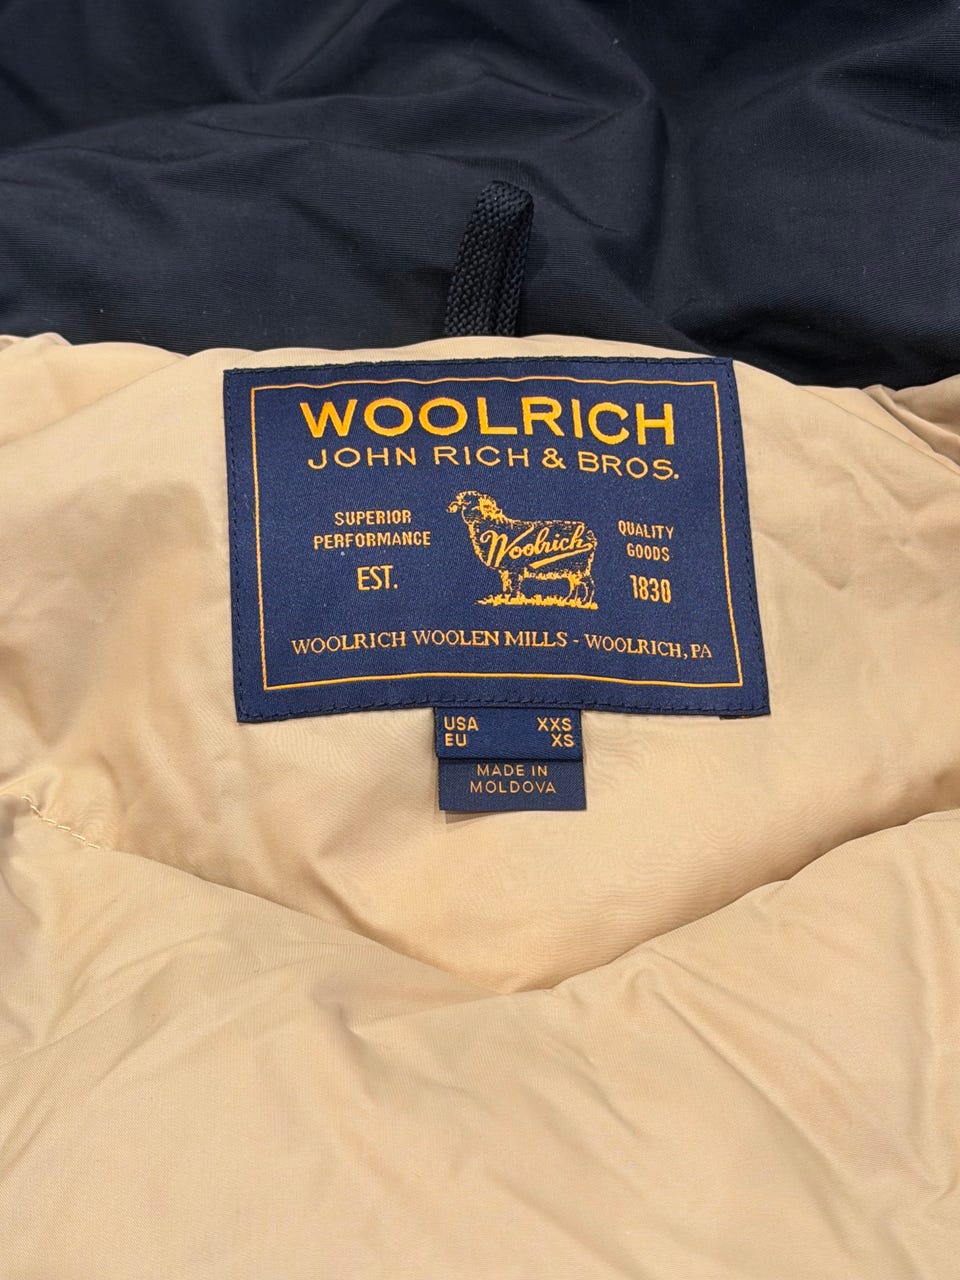 WOOLRICH
JOHN RICH & BROS.
SUPERIOR
PERFORMANCE
EST.
Woolrich
QUALITY
GOODS
1830
WOOLRICH WOOLEN MILLS - WOOLRICH, PA
USA XXS
EU XS
MADE IN
MOLDOVA